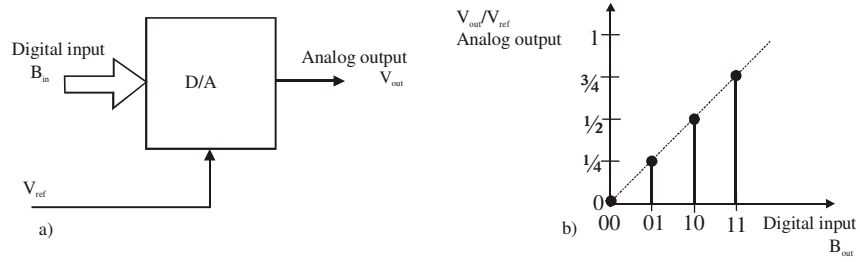 Digital input
B_in
D/A
Analog output
V_out
V_ref
a)
V_out/V_ref
Analog output
1
¾
½
¼
0
00 01 10 11 Digital input
B_out
b)